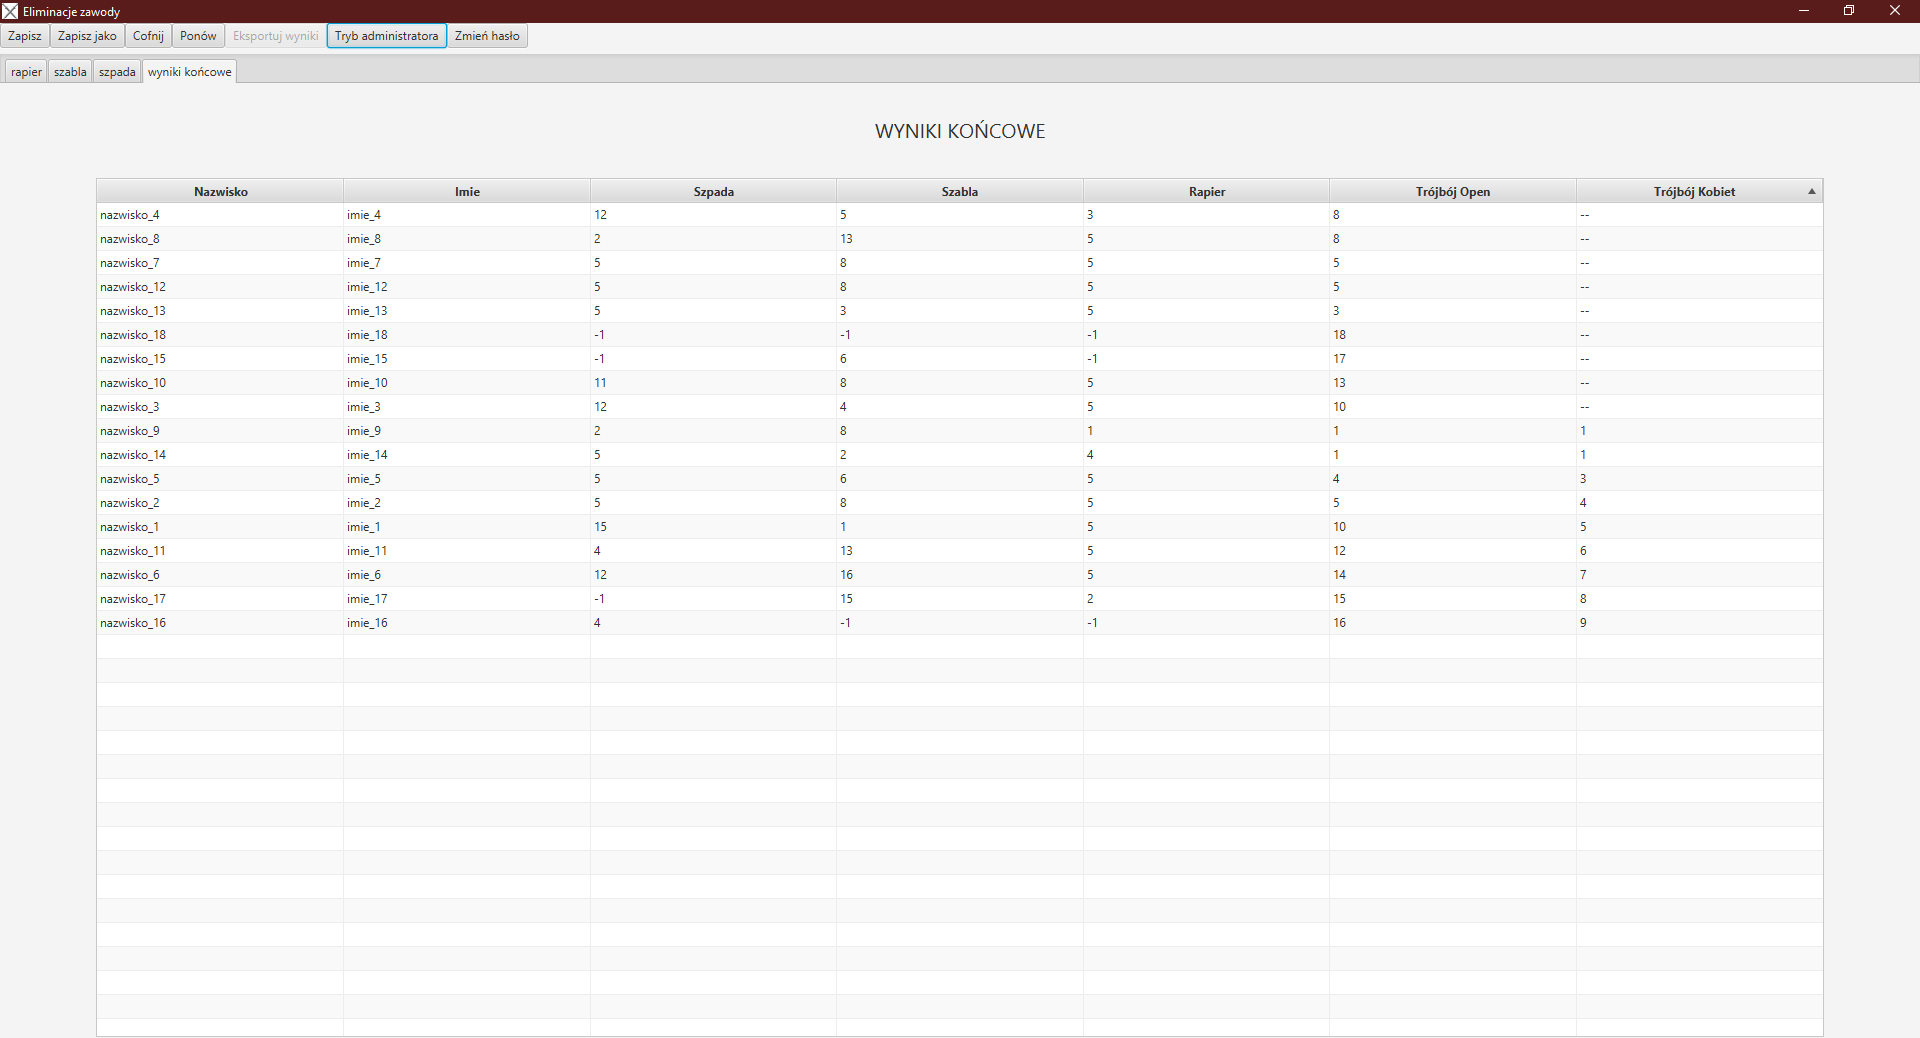 Eliminacje zawody
Zapisz Zapisz jako Cofnij Ponów Eksportuj wyniki Tryb administratora Zmień hasło
rapier szabla szpada wyniki końcowe
WYNIKI KOŃCOWE
Nazwisko Imie Szpada Szabla Rapier Trójbój Open Trójbój Kobiet
nazwisko_4 imie_4 12 5 3 8 --
nazwisko_8 imie_8 2 13 5 8 --
nazwisko_7 imie_7 5 8 5 5 --
nazwisko_12 imie_12 5 8 5 5 --
nazwisko_13 imie_13 5 3 5 3 --
nazwisko_18 imie_18 -1 -1 -1 18 --
nazwisko_15 imie_15 -1 6 -1 17 --
nazwisko_10 imie_10 11 8 5 13 --
nazwisko_3 imie_3 12 4 5 10 --
nazwisko_9 imie_9 2 8 1 1 1
nazwisko_14 imie_14 5 2 4 1 1
nazwisko_5 imie_5 5 6 5 4 3
nazwisko_2 imie_2 5 8 5 5 4
nazwisko_1 imie_1 15 1 5 10 5
nazwisko_11 imie_11 4 13 5 12 6
nazwisko_6 imie_6 12 16 5 14 7
nazwisko_17 imie_17 -1 15 2 15 8
nazwisko_16 imie_16 4 -1 -1 16 9